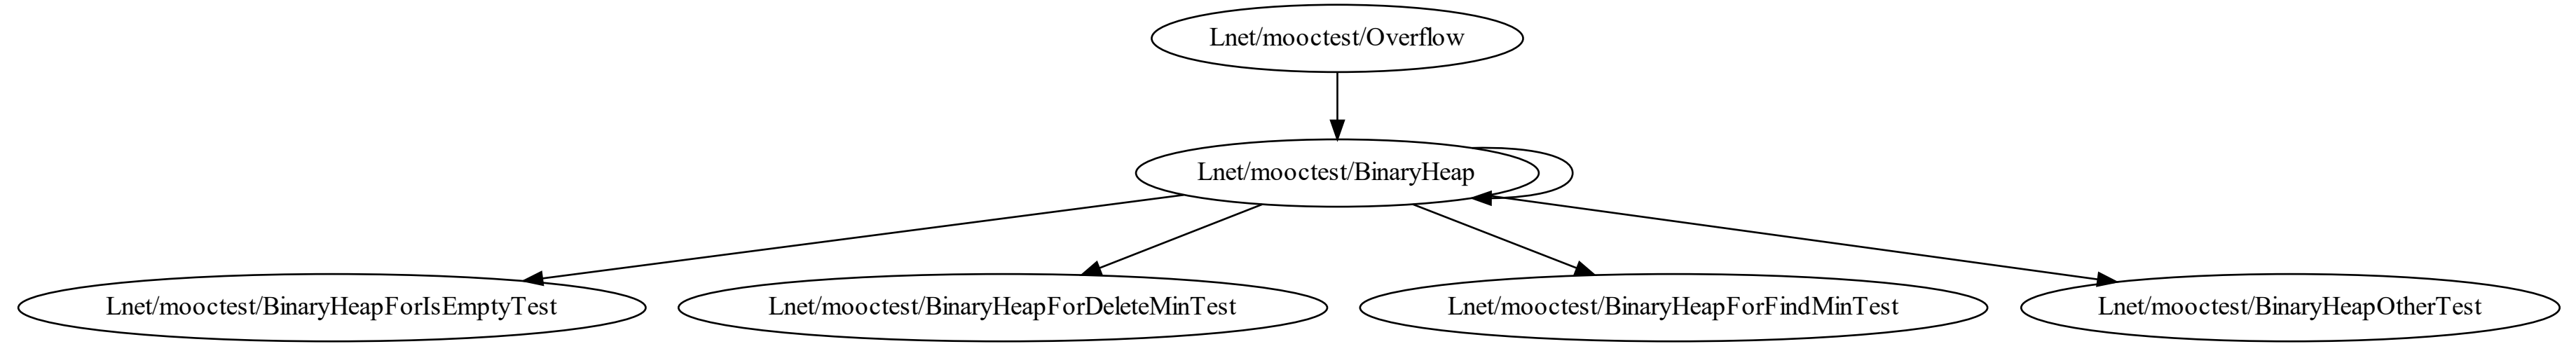 Lnet/mooctest/Overflow
Lnet/mooctest/BinaryHeap
Lnet/mooctest/BinaryHeapForIsEmptyTest
Lnet/mooctest/BinaryHeapForDeleteMinTest
Lnet/mooctest/BinaryHeapForFindMinTest
Lnet/mooctest/BinaryHeapOtherTest